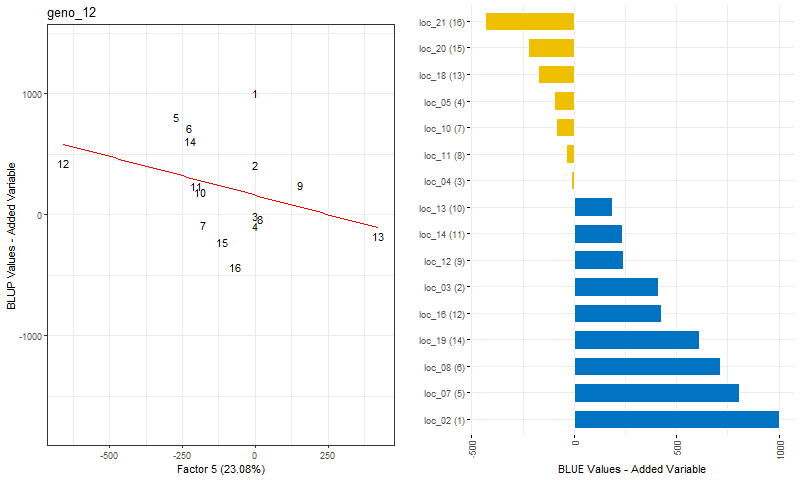 geno_12
BLUP Values - Added Variable
1000
0
-1000
1
5
6
14
2
12
11
10
9
3
8
7
4
13
15
16
-500
-250
0
250
Factor 5 (23.08%)
loc_21 (16)
loc_20 (15)
loc_18 (13)
loc_05 (4)
loc_10 (7)
loc_11 (8)
loc_04 (3)
loc_13 (10)
loc_14 (11)
loc_12 (9)
loc_03 (2)
loc_16 (12)
loc_19 (14)
loc_08 (6)
loc_07 (5)
loc_02 (1)
-500
0
500
1000
BLUE Values - Added Variable